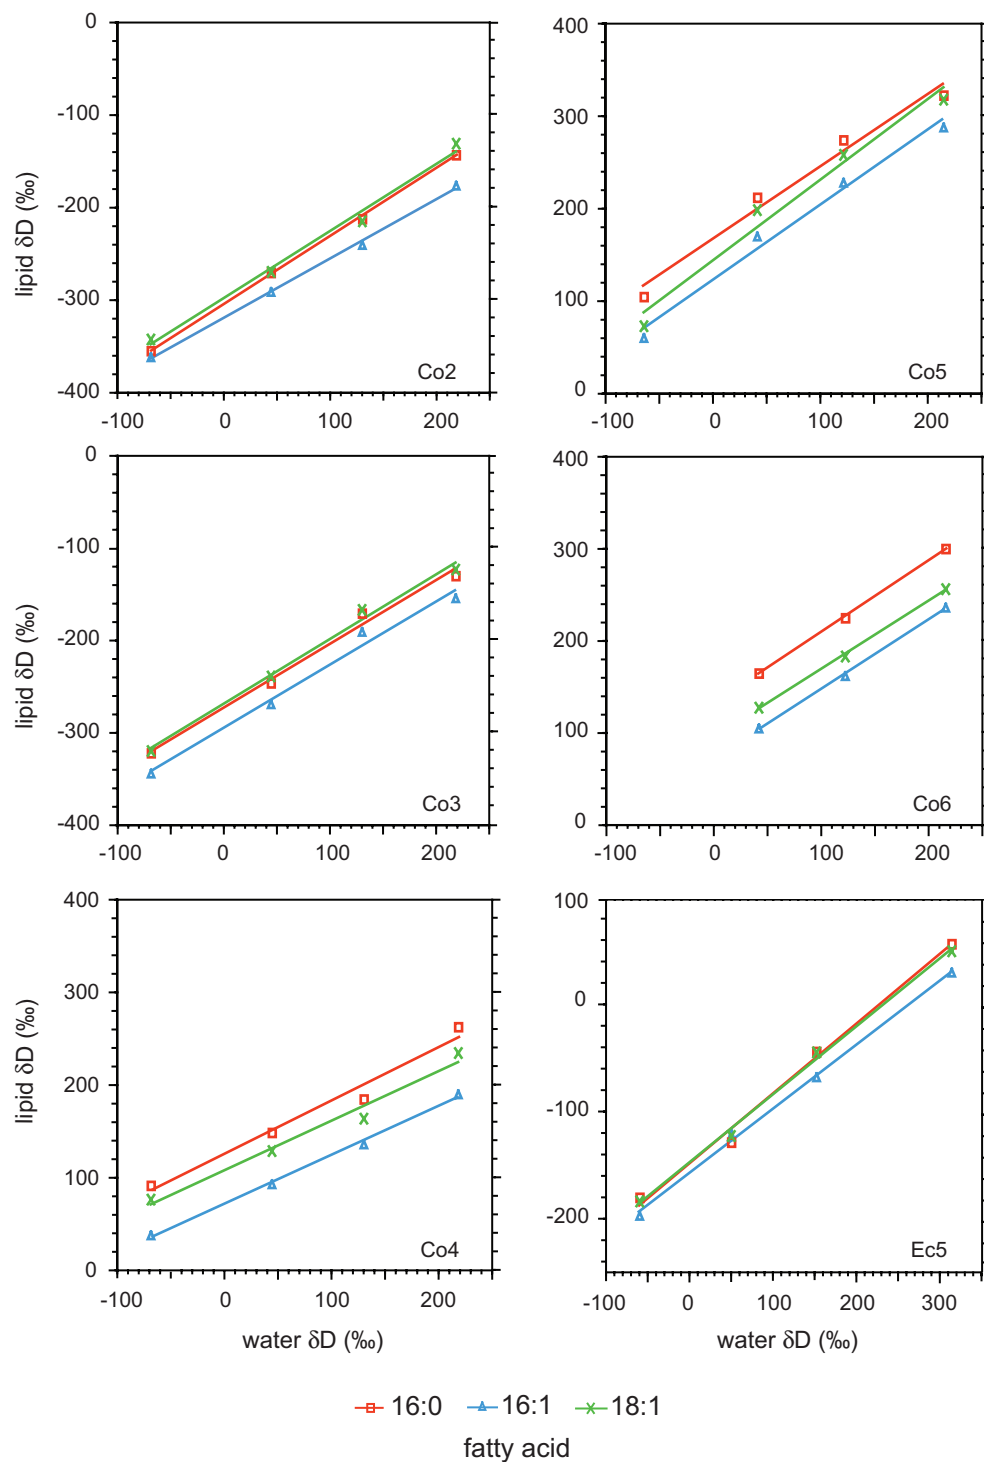 0
-100
-200
-300
-400
lipid δD (‰)
Co2
-100 0 100 200
400
300
200
100
0
Co5
-100 0 100 200
0
-100
-200
-300
-400
lipid δD (‰)
Co3
-100 0 100 200
400
300
200
100
0
Co6
-100 0 100 200
400
300
200
100
0
lipid δD (‰)
Co4
-100 0 100 200
water δD (‰)
100
0
-100
-200
Ec5
-100 0 100 200 300
water δD (‰)
16:0 16:1 18:1
fatty acid